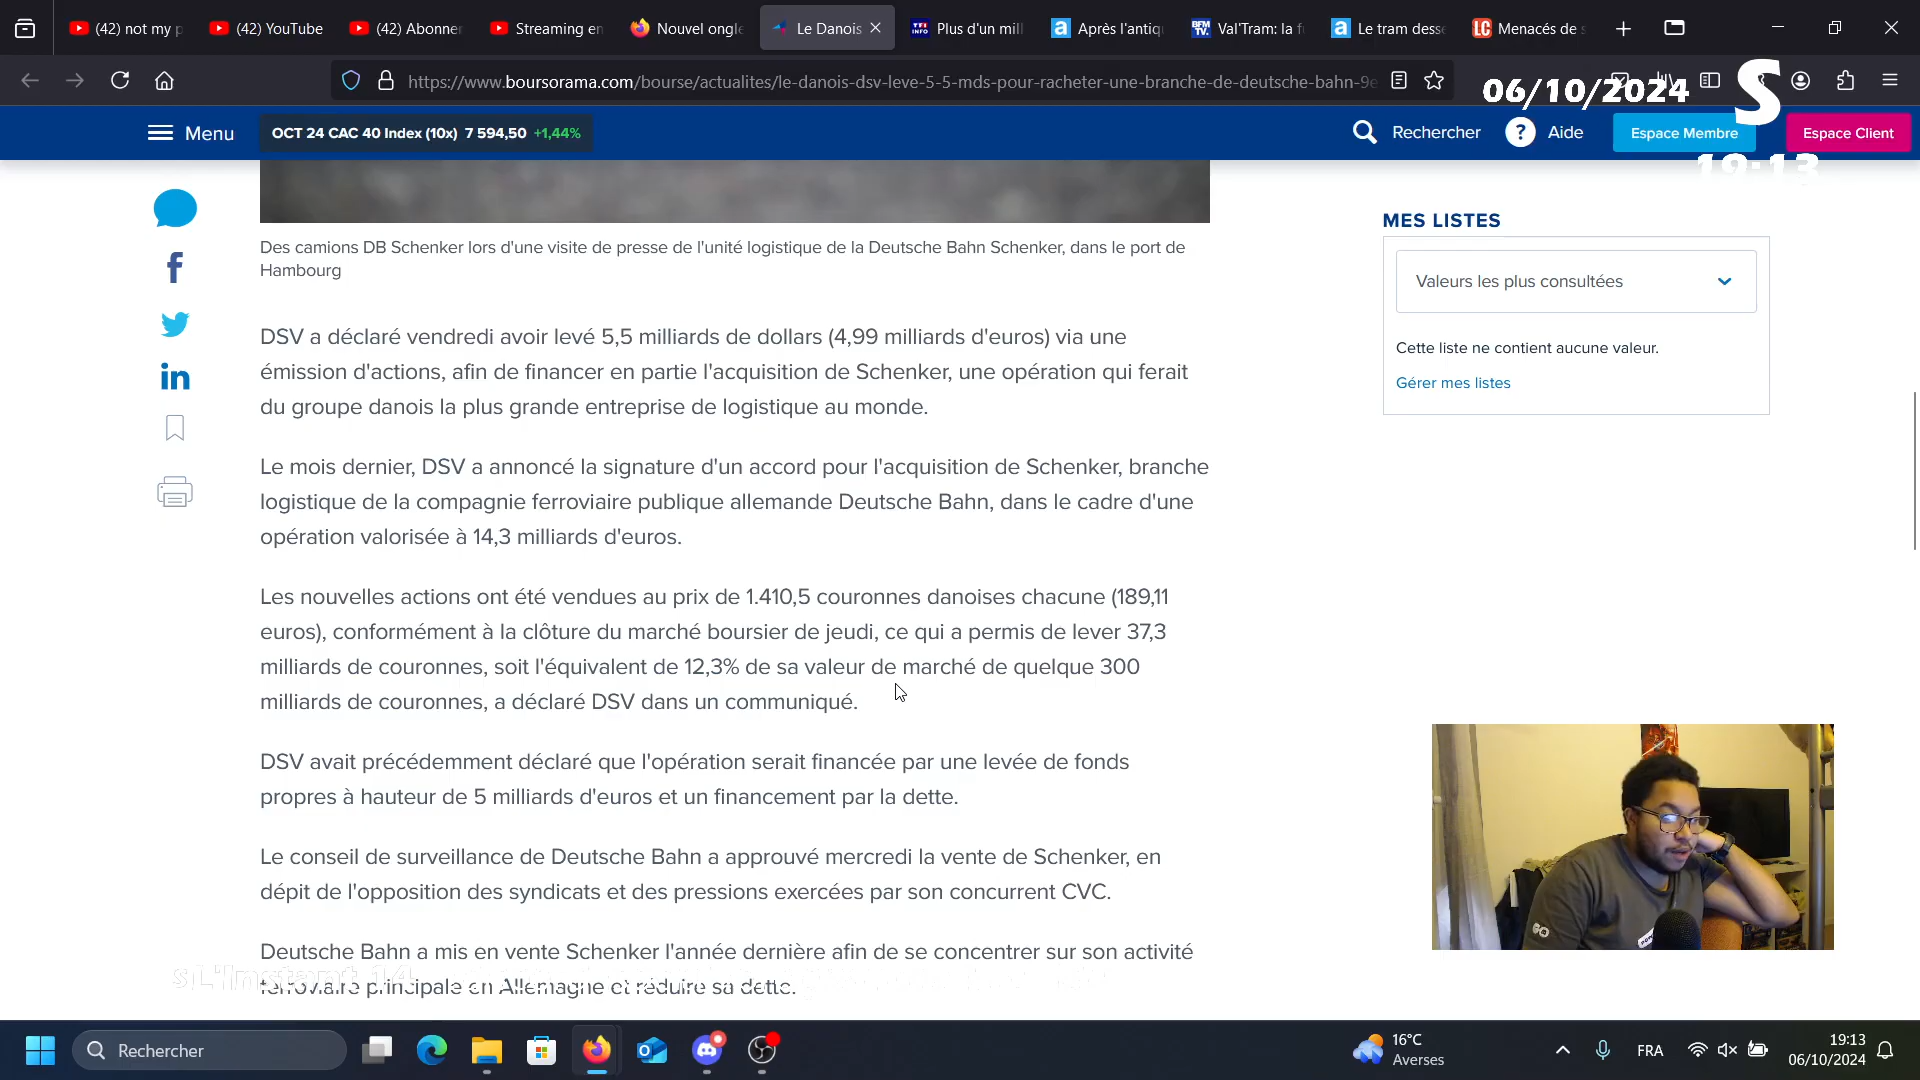 (42) not my p
(42) YouTube
(42) Abonner
Streaming en
Nouvel ongle
Le Danois
TF1 INFO
Plus d'un mill
a
Après l'antiqu
BFM TV.
Val'Tram: la fu
a
Le tram desse
LC
Menacés de s
https://www.boursorama.com/bourse/actualites/le-danois-dsv-leve-5-5-mds-pour-racheter-une-branche-de-deutsche-bahn-9e
06/10/2024
S
Menu
OCT 24 CAC 40 Index (10x) 7 594,50 +1,44%
Rechercher
? Aide
Espace Membre
Espace Client
19:13
Des camions DB Schenker lors d'une visite de presse de l'unité logistique de la Deutsche Bahn Schenker, dans le port de
Hambourg
MES LISTES
Valeurs les plus consultées
Cette liste ne contient aucune valeur.
Gérer mes listes
DSV a déclaré vendredi avoir levé 5,5 milliards de dollars (4,99 milliards d'euros) via une
émission d'actions, afin de financer en partie l'acquisition de Schenker, une opération qui ferait
du groupe danois la plus grande entreprise de logistique au monde.
Le mois dernier, DSV a annoncé la signature d'un accord pour l'acquisition de Schenker, branche
logistique de la compagnie ferroviaire publique allemande Deutsche Bahn, dans le cadre d'une
opération valorisée à 14,3 milliards d'euros.
Les nouvelles actions ont été vendues au prix de 1.410,5 couronnes danoises chacune (189,11
euros), conformément à la clôture du marché boursier de jeudi, ce qui a permis de lever 37,3
milliards de couronnes, soit l'équivalent de 12,3% de sa valeur de marché de quelque 300
milliards de couronnes, a déclaré DSV dans un communiqué.
DSV avait précédemment déclaré que l'opération serait financée par une levée de fonds
propres à hauteur de 5 milliards d'euros et un financement par la dette.
Le conseil de surveillance de Deutsche Bahn a approuvé mercredi la vente de Schenker, en
dépit de l'opposition des syndicats et des pressions exercées par son concurrent CVC.
Deutsche Bahn a mis en vente Schenker l'année dernière afin de se concentrer sur son activité
ferroviaire principale en Allemagne et réduire sa dette.
sL'Instant 14
Rechercher
16°C
Averses
FRA
19:13
06/10/2024